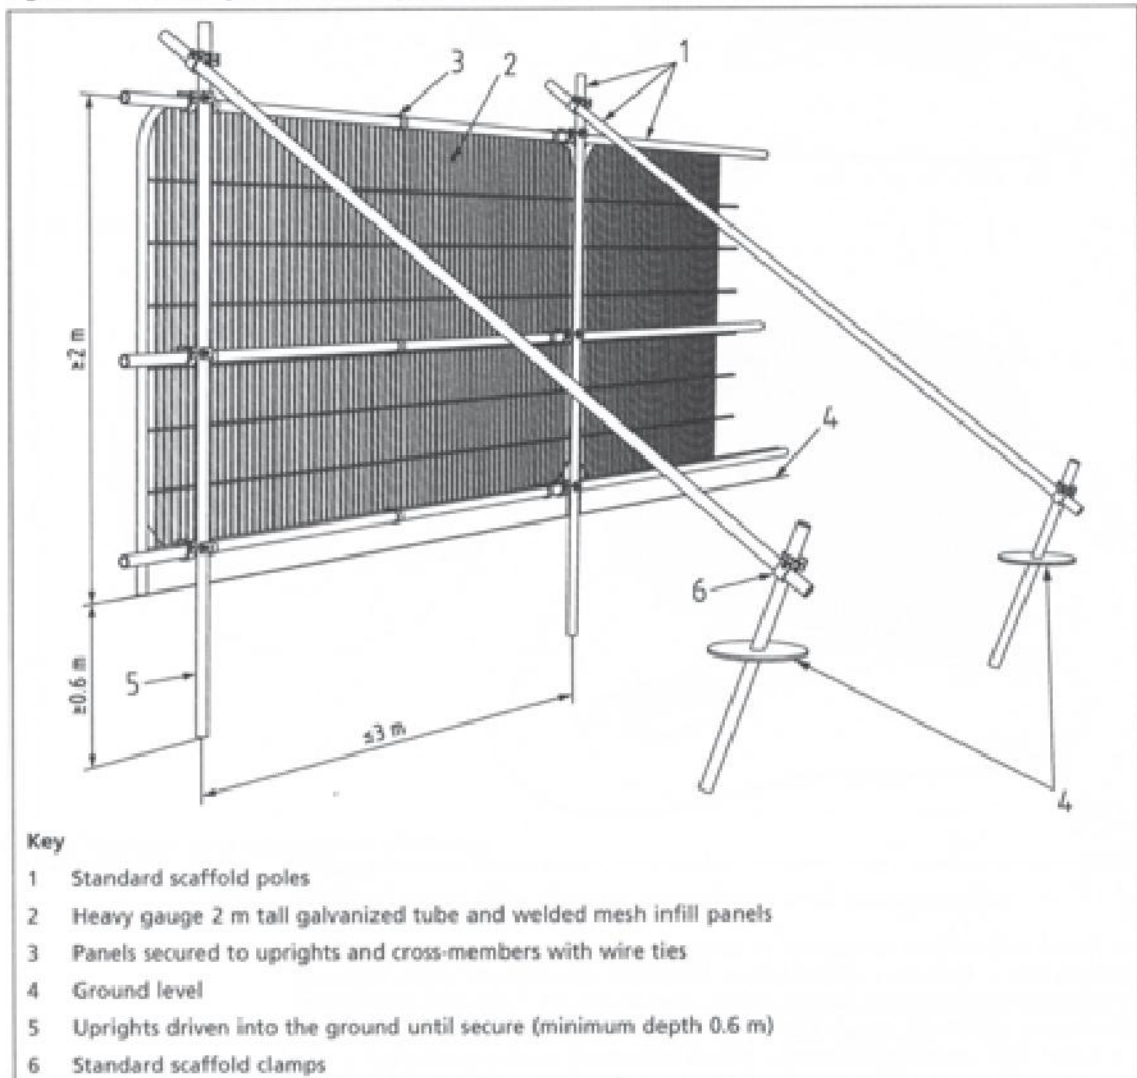 1
3
2
≥2 m
4
6
≥0.6 m
5
≤3 m
4
Key
1 Standard scaffold poles
2 Heavy gauge 2 m tall galvanized tube and welded mesh infill panels
3 Panels secured to uprights and cross-members with wire ties
4 Ground level
5 Uprights driven into the ground until secure (minimum depth 0.6 m)
6 Standard scaffold clamps